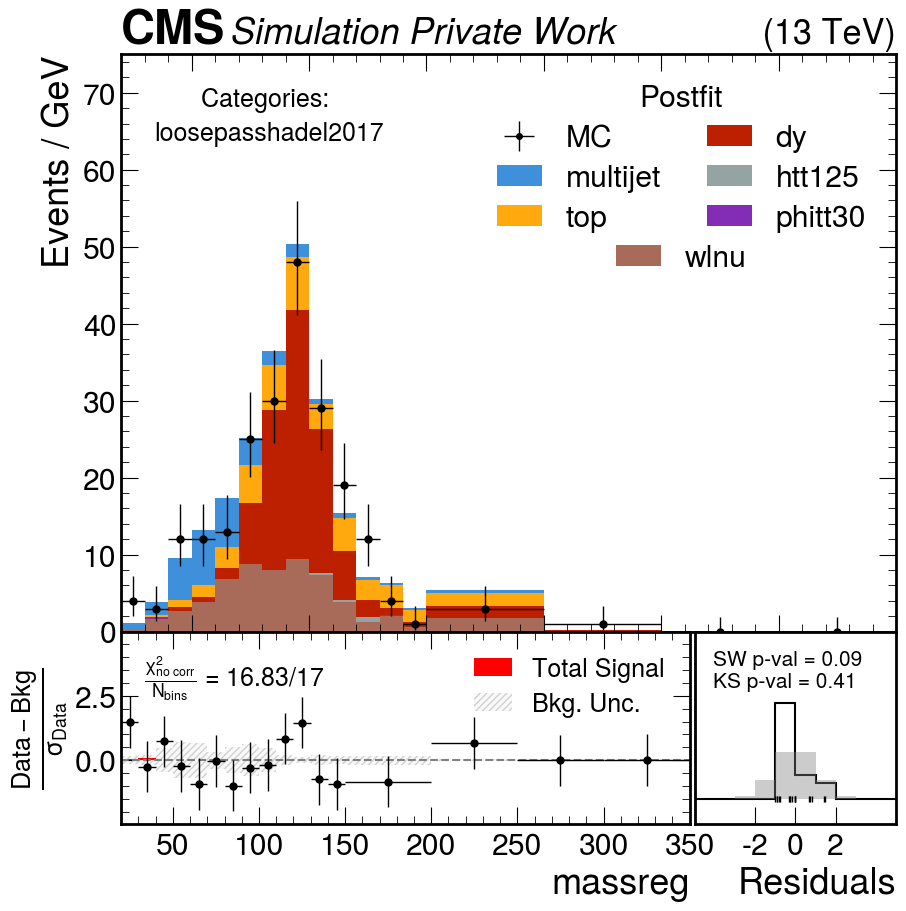 CMS Simulation Private Work (13 TeV)
Events / GeV
70
60
50
40
30
20
10
0
Categories:
loosepasshadel2017
Postfit
MC dy
multijet htt125
top phitt30
wlnu
Data – Bkg
σData
2.5
0.0
χ²no corr
Nbins
= 16.83/17
Total Signal
Bkg. Unc.
SW p-val = 0.09
KS p-val = 0.41
50 100 150 200 250 300 350 -2 0 2
massreg Residuals